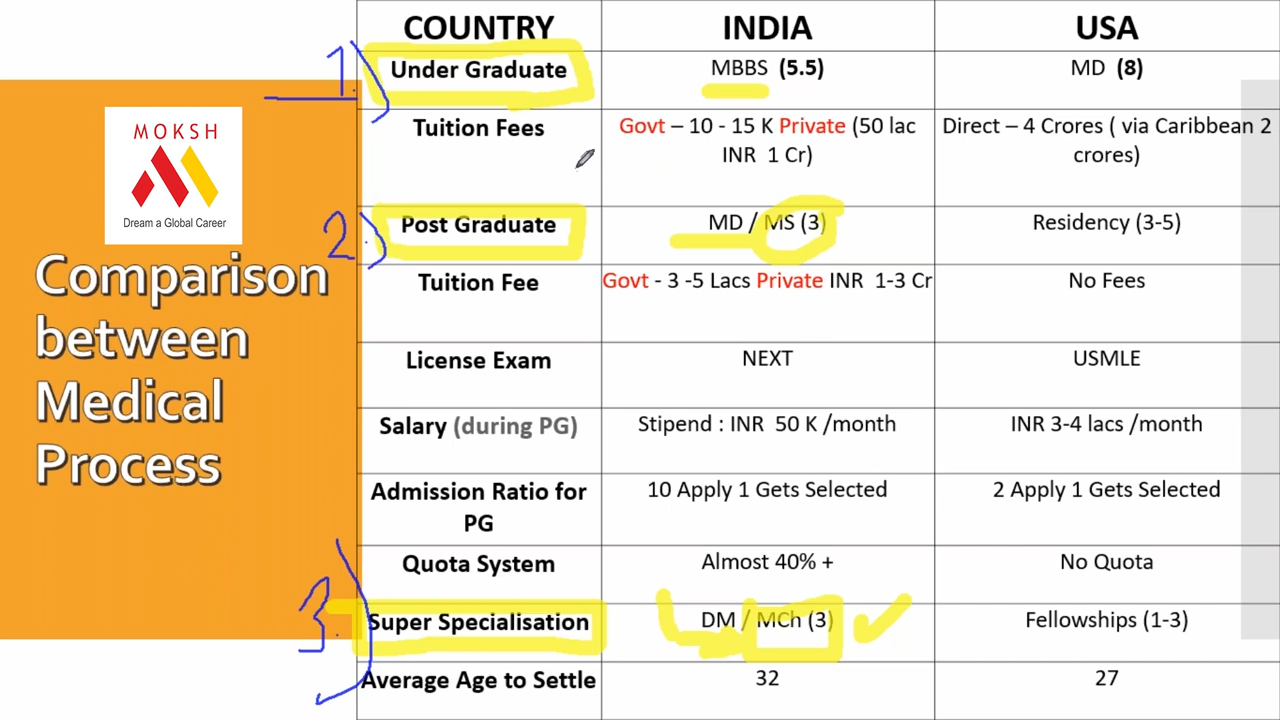 COUNTRY INDIA USA
1.)
Under Graduate MBBS (5.5) MD (8)
MOKSH
Dream a Global Career
Tuition Fees Govt – 10 - 15 K Private (50 lac Direct – 4 Crores ( via Caribbean 2
INR 1 Cr) crores)
2.)
Post Graduate MD / MS (3) Residency (3-5)
Comparison
between
Medical
Process
Tuition Fee Govt - 3 -5 Lacs Private INR 1-3 Cr No Fees
License Exam NEXT USMLE
Salary (during PG) Stipend : INR 50 K /month INR 3-4 lacs /month
Admission Ratio for 10 Apply 1 Gets Selected 2 Apply 1 Gets Selected
PG
Quota System Almost 40% + No Quota
3.)
Super Specialisation DM / MCh (3) Fellowships (1-3)
Average Age to Settle 32 27